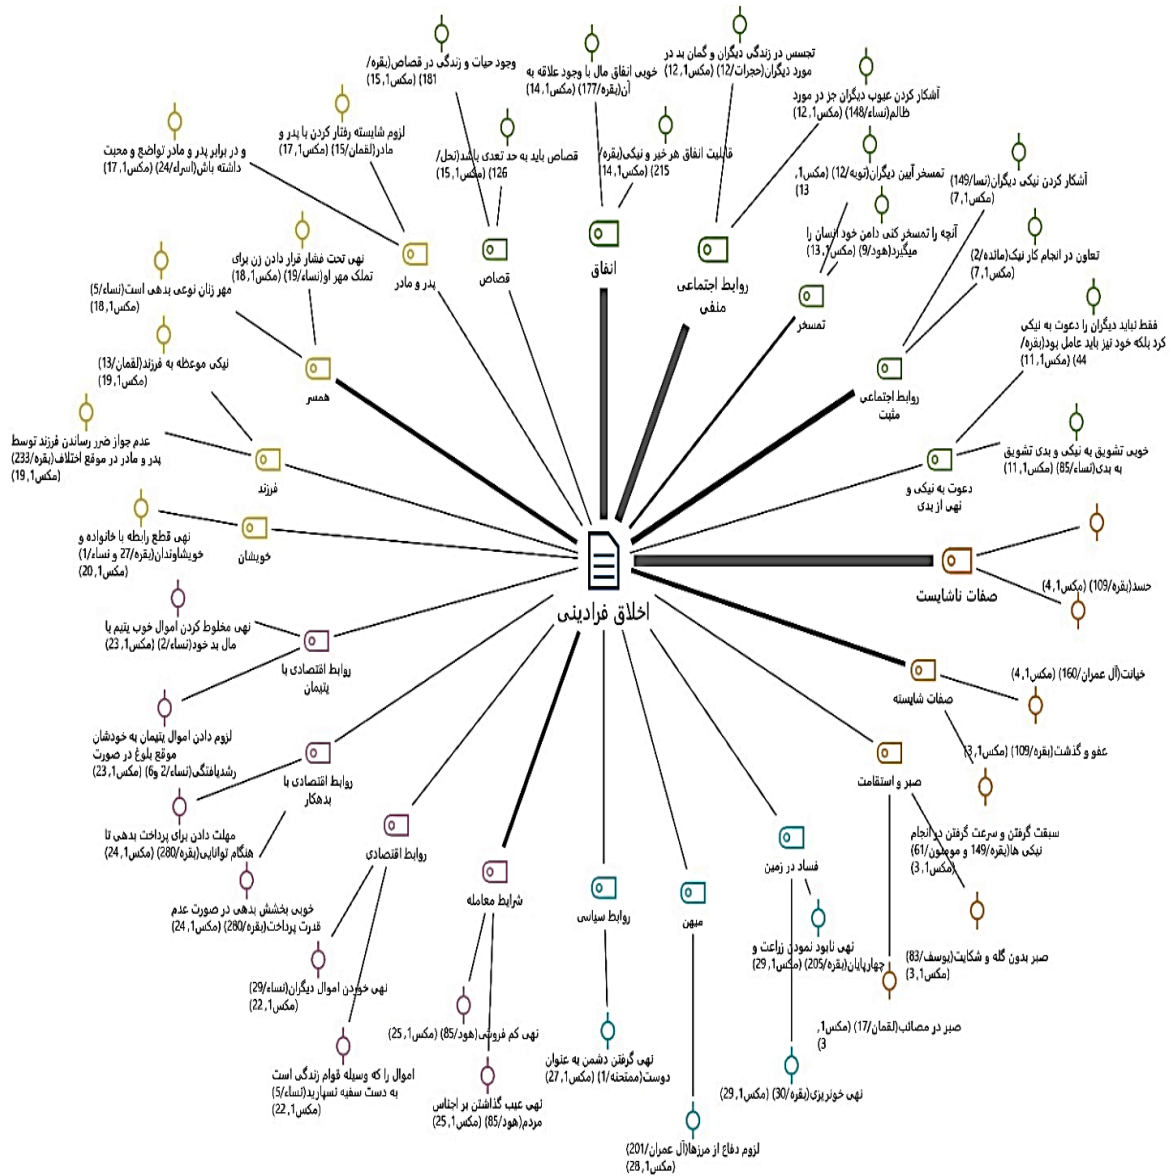 وجود حیات و زندگی در قصاص(بقره/
181) (مکس1, 15)
خوبی انفاق مال با وجود علاقه به
آن(بقره/177) (مکس1, 14)
تجسس در زندگی دیگران و گمان بد در
مورد دیگران(حجرات/12) (مکس1, 12)
آشکار کردن عیوب دیگران جز در مورد
ظالم(نساء/148) (مکس1, 12)
لزوم شایسته رفتار کردن با پدر و
مادر(لقمان/15) (مکس1, 17)
و در برابر پدر و مادر تواضع و محبت
داشته باش(اسراء/24) (مکس1, 17)
قصاص باید به حد تعدی باشد(نحل/
126) (مکس1, 15)
قابلیت انفاق هر خیر و نیکی(بقره/
215) (مکس1, 14)
تمسخر آیین دیگران(توبه/12) (مکس1,
13)
آشکار کردن نیکی دیگران(نسا/149)
(مکس1, 7)
آنچه را تمسخر کنی دامن خود انسان را
میگیرد(هود/9) (مکس1, 13)
تعاون در انجام کار نیک(مائده/2)
(مکس1, 7)
نهی تحت فشار قرار دادن زن برای
تملک مهر او(نساء/19) (مکس1, 18)
پدر و مادر
قصاص
انفاق
روابط اجتماعی
منفی
تمسخر
مهر زنان نوعی بدهی است(نساء/5)
(مکس1, 18)
فقط نباید دیگران را دعوت به نیکی
کرد بلکه خود نیز باید عامل بود(بقره/
44) (مکس1, 11)
نیکی موعظه به فرزند(لقمان/13)
(مکس1, 19)
همسر
روابط اجتماعی
مثبت
عدم جواز ضرر رساندن فرزند توسط
پدر و مادر در موقع اختلاف(بقره/233)
(مکس1, 19)
فرزند
خوبی تشویق به نیکی و بدی تشویق
به بدی(نساء/85) (مکس1, 11)
دعوت به نیکی و
نهی از بدی
نهی قطع رابطه با خانواده و
خویشاوندان(بقره/27 و نساء/1)
(مکس1, 20)
خویشان
صفات ناشایست
حسد(بقره/109) (مکس1, 4)
اخلاق فرادینی
نهی مخلوط کردن اموال خوب یتیم با
مال بد خود(نساء/2) (مکس1, 23)
روابط اقتصادی با
یتیمان
خیانت(آل عمران/160) (مکس1, 4)
صفات شایسته
لزوم دادن اموال یتیمان به خودشان
موقع بلوغ در صورت
رشدیافتگی(نساء/2 و6) (مکس1, 23)
عفو و گذشت(بقره/109) (مکس1, 3)
روابط اقتصادی با
بدهکار
صبر و استقامت
مهلت دادن برای پرداخت بدهی تا
هنگام توانایی(بقره/280) (مکس1, 24)
سبقت گرفتن و سرعت گرفتن در انجام
نیکی ها(بقره/149 و مومنون/61)
(مکس1, 3)
روابط اقتصادی
شرایط معامله
روابط سیاسی
میهن
فساد در زمین
خوبی بخشش بدهی در صورت عدم
قدرت پرداخت(بقره/280) (مکس1, 24)
نهی نابود نمودن زراعت و
چهارپایان(بقره/205) (مکس1, 29)
صبر بدون گله و شکایت(یوسف/83)
(مکس1, 3)
نهی خوردن اموال دیگران(نساء/29)
(مکس1, 22)
نهی کم فروشی(هود/85) (مکس1, 25)
صبر در مصائب(لقمان/17) (مکس1,
3)
اموال را که وسیله قوام زندگی است
به دست سفیه نسپارید(نساء/5)
(مکس1, 22)
نهی عیب گذاشتن بر اجناس
مردم(هود/85) (مکس1, 25)
نهی گرفتن دشمن به عنوان
دوست(ممتحنه/1) (مکس1, 27)
نهی خونریزی(بقره/30) (مکس1, 29)
لزوم دفاع از مرزها(آل عمران/201)
(مکس1, 28)